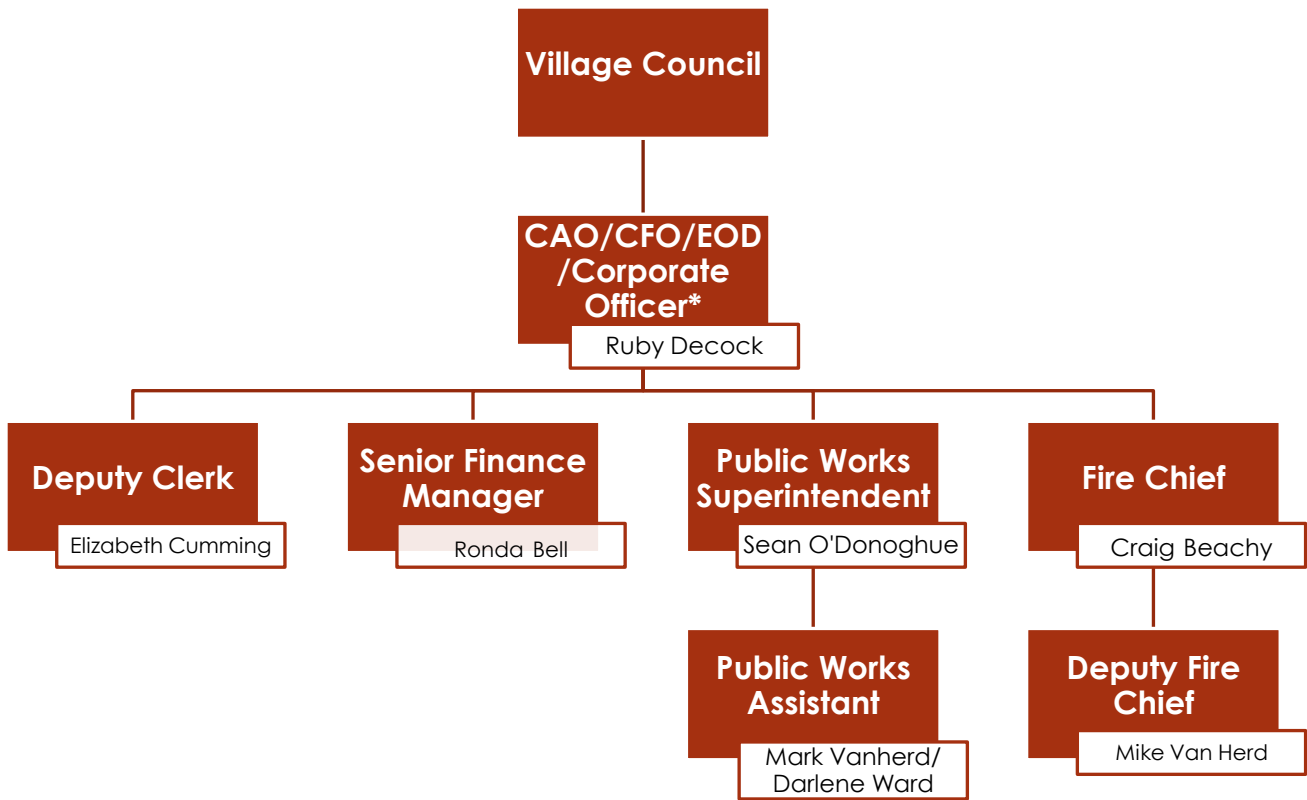 Village Council
CAO/CFO/EOD
/Corporate
Officer*
Ruby Decock
Deputy Clerk
Elizabeth Cumming
Senior Finance
Manager
Ronda Bell
Public Works
Superintendent
Sean O'Donoghue
Fire Chief
Craig Beachy
Public Works
Assistant
Mark Vanherd/
Darlene Ward
Deputy Fire
Chief
Mike Van Herd